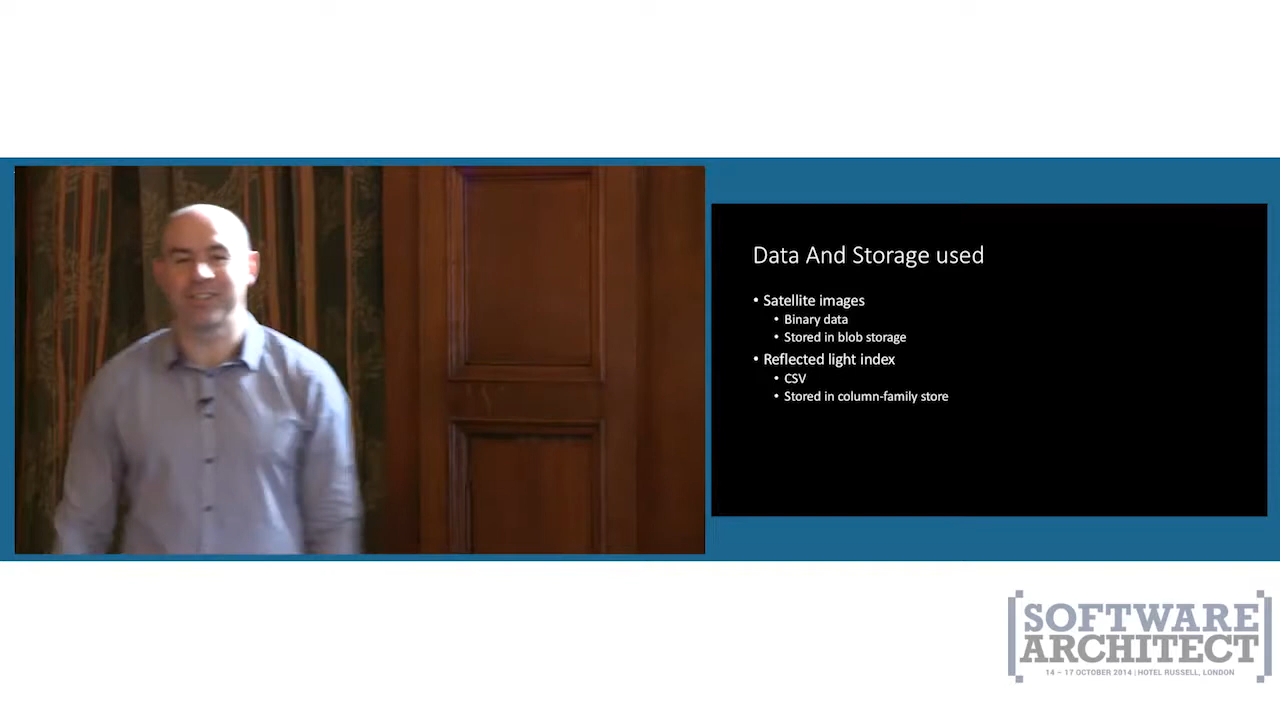 Data And Storage used
• Satellite images
• Binary data
• Stored in blob storage
• Reflected light index
• CSV
• Stored in column-family store
SOFTWARE
ARCHITECT
14 – 17 OCTOBER 2014 | HOTEL RUSSELL, LONDON